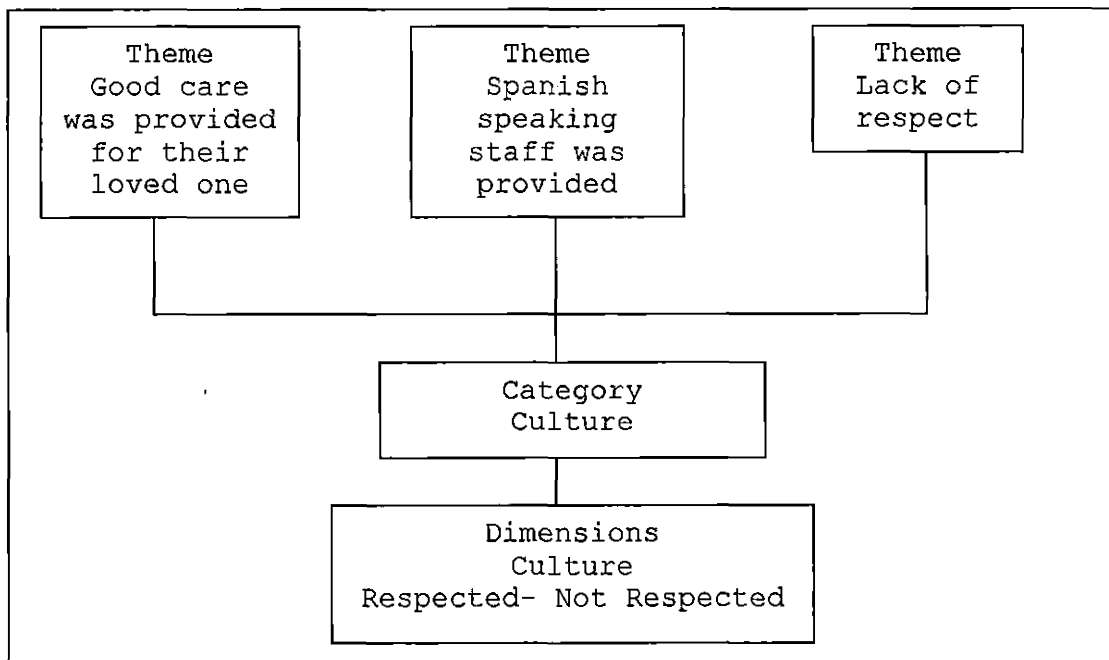 Theme
Good care
was provided
for their
loved one
Theme
Spanish
speaking
staff was
provided
Theme
Lack of
respect
Category
Culture
Dimensions
Culture
Respected- Not Respected